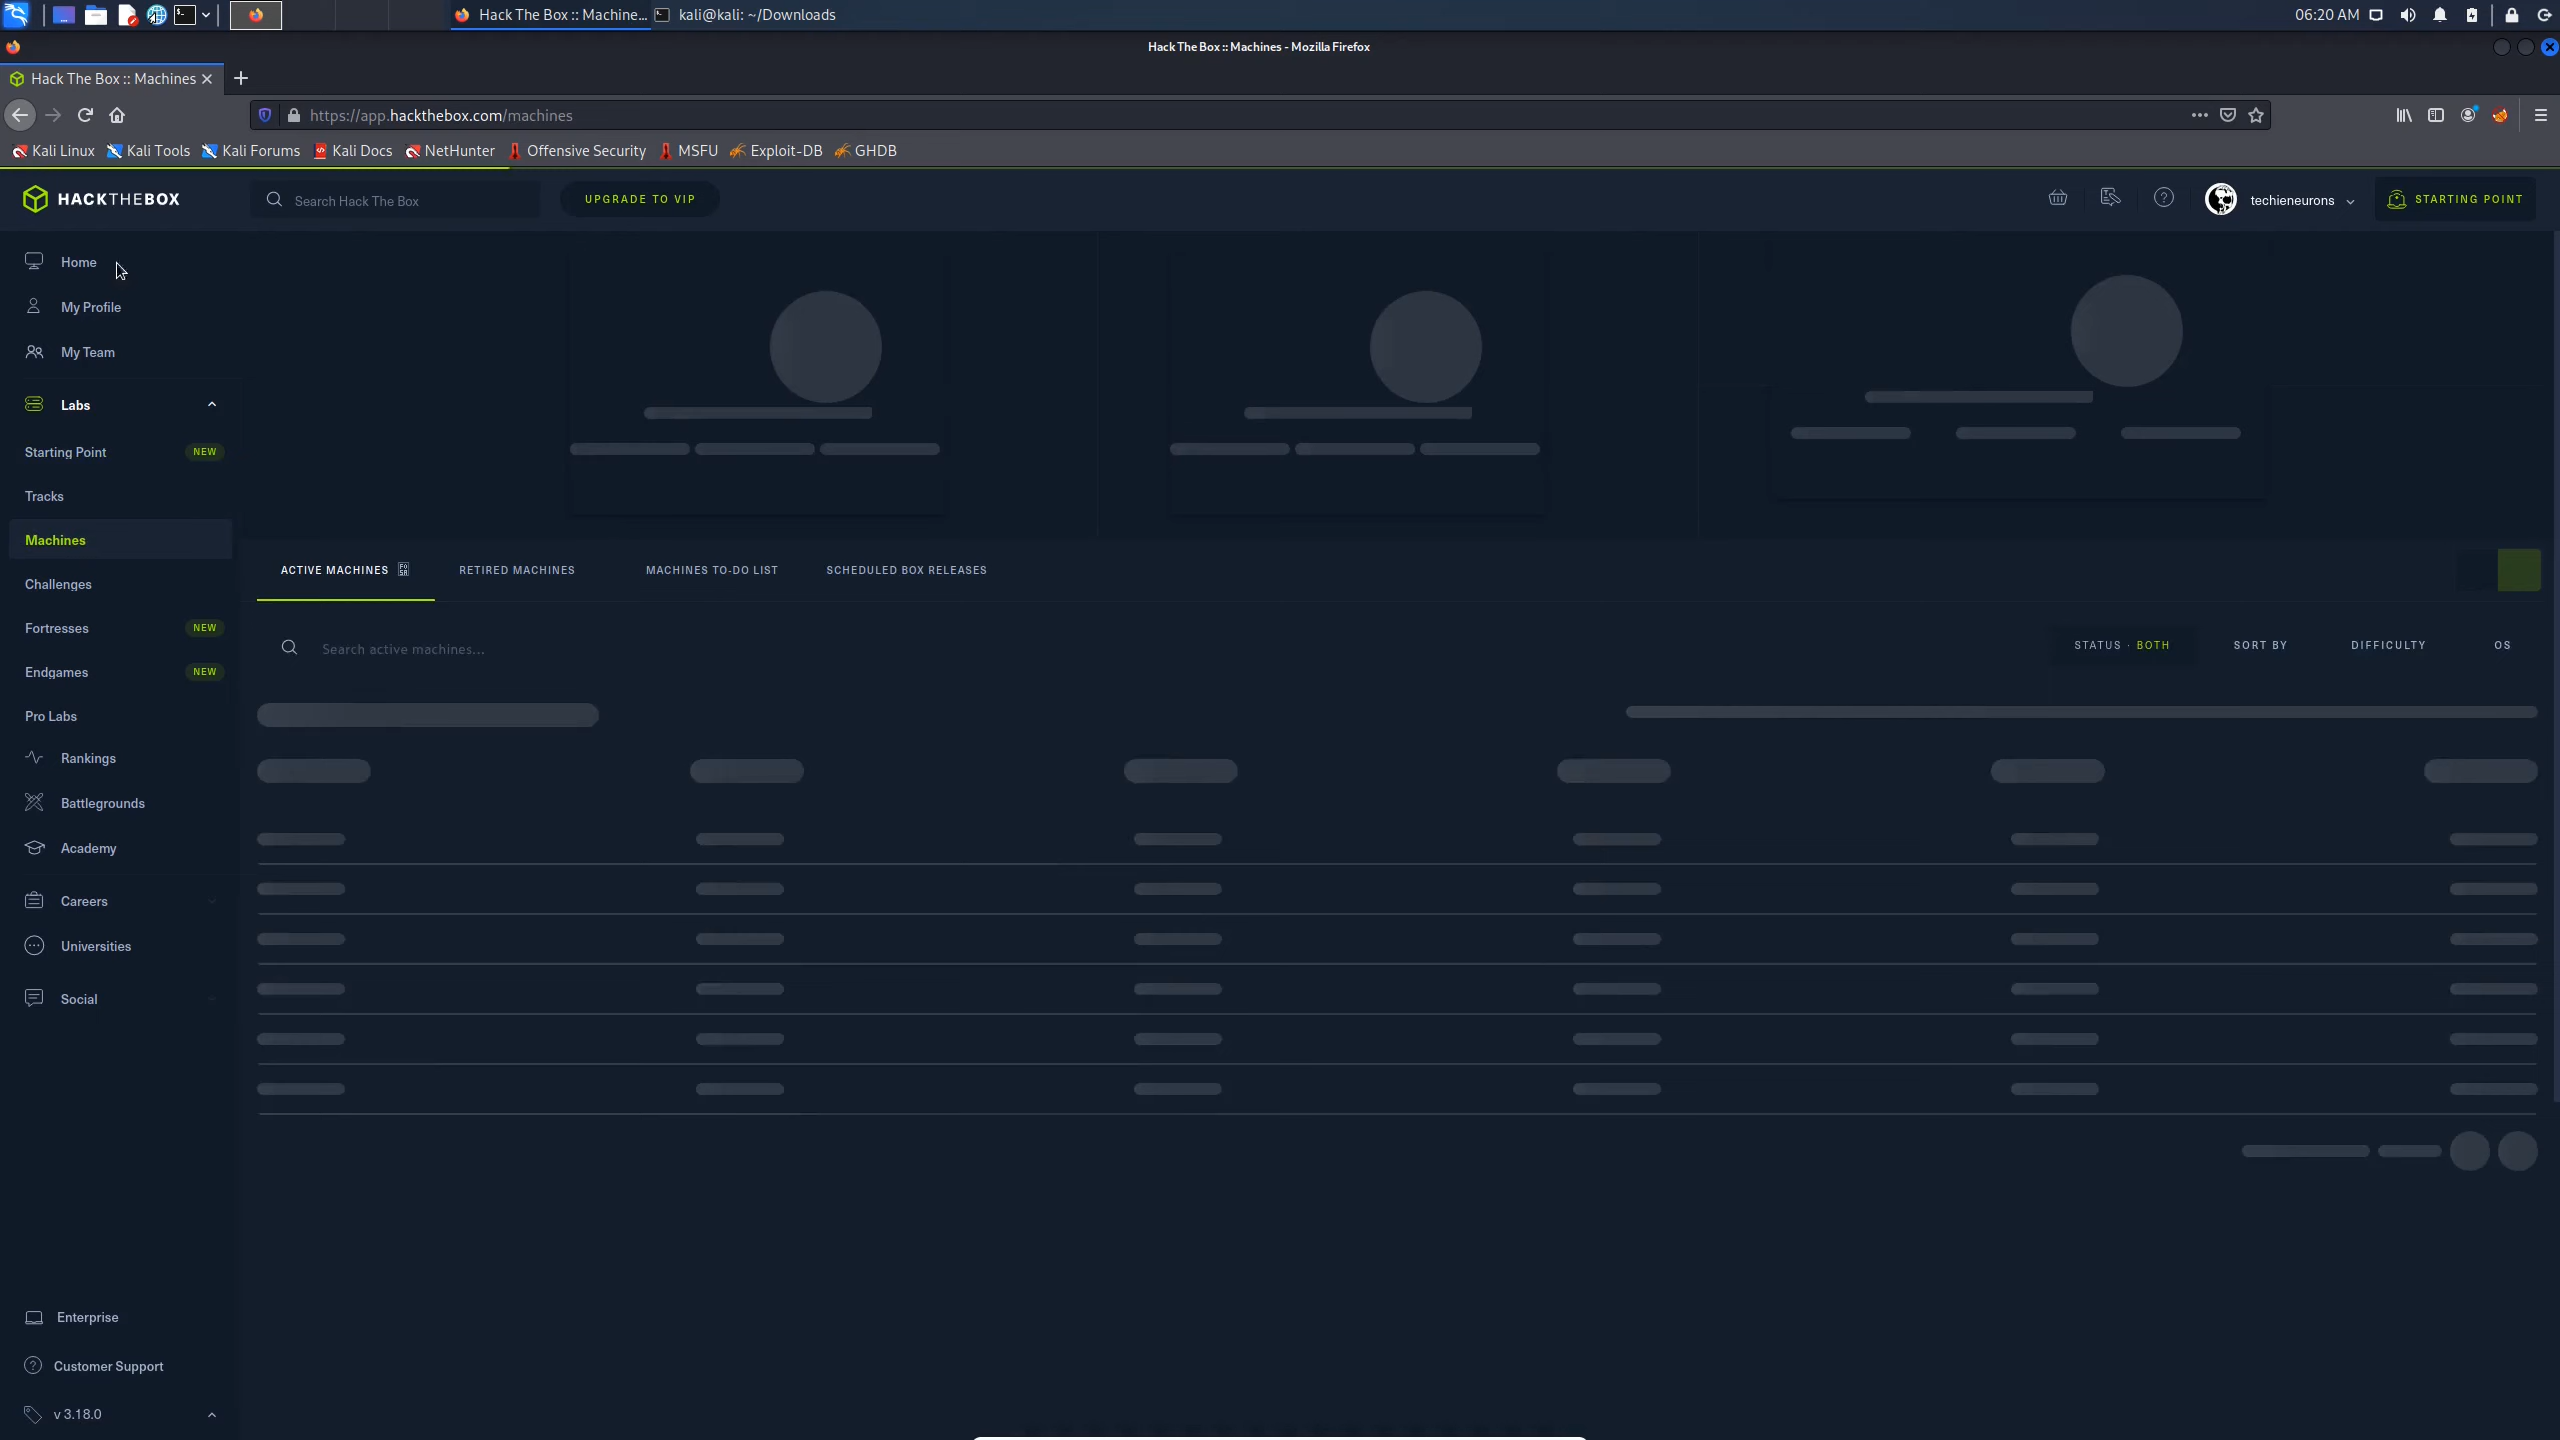 Hack The Box :: Machine...
kali@kali: ~/Downloads
06:20 AM
Hack The Box :: Machines - Mozilla Firefox
Hack The Box :: Machines
https://app.hackthebox.com/machines
Kali Linux
Kali Tools
Kali Forums
Kali Docs
NetHunter
Offensive Security
MSFU
Exploit-DB
GHDB
HACKTHEBOX
Search Hack The Box
UPGRADE TO VIP
techieneurons
STARTING POINT
Home
My Profile
My Team
Labs
Starting Point NEW
Tracks
Machines
Challenges
Fortresses NEW
Endgames NEW
Pro Labs
Rankings
Battlegrounds
Academy
Careers
Universities
Social
Enterprise
Customer Support
v 3.18.0
ACTIVE MACHINES
RETIRED MACHINES
MACHINES TO-DO LIST
SCHEDULED BOX RELEASES
Search active machines...
STATUS · BOTH
SORT BY
DIFFICULTY
OS